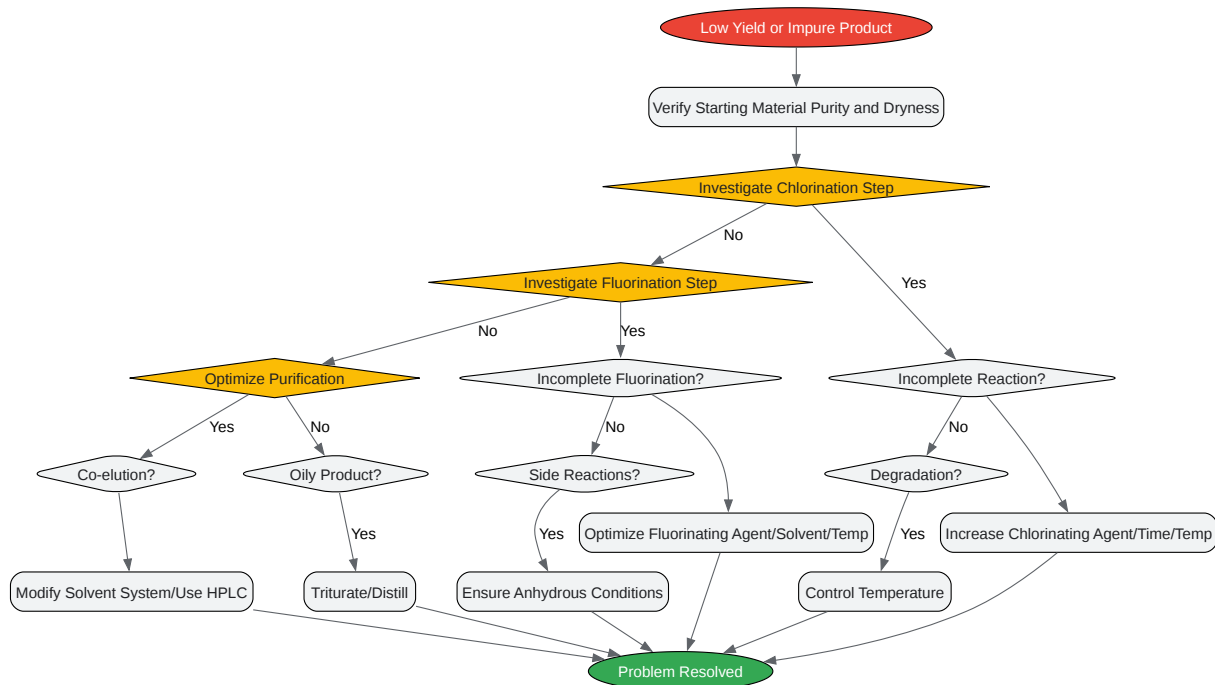 Low Yield or Impure Product
Verify Starting Material Purity and Dryness
Investigate Chlorination Step
No
Yes
Investigate Fluorination Step
No
Yes
Optimize Purification
Incomplete Fluorination?
Incomplete Reaction?
Yes
No
No
No
Co-elution?
Oily Product?
Side Reactions?
Degradation?
Yes
Yes
Yes
Optimize Fluorinating Agent/Solvent/Temp
Increase Chlorinating Agent/Time/Temp
Modify Solvent System/Use HPLC
Triturate/Distill
Ensure Anhydrous Conditions
Control Temperature
Problem Resolved